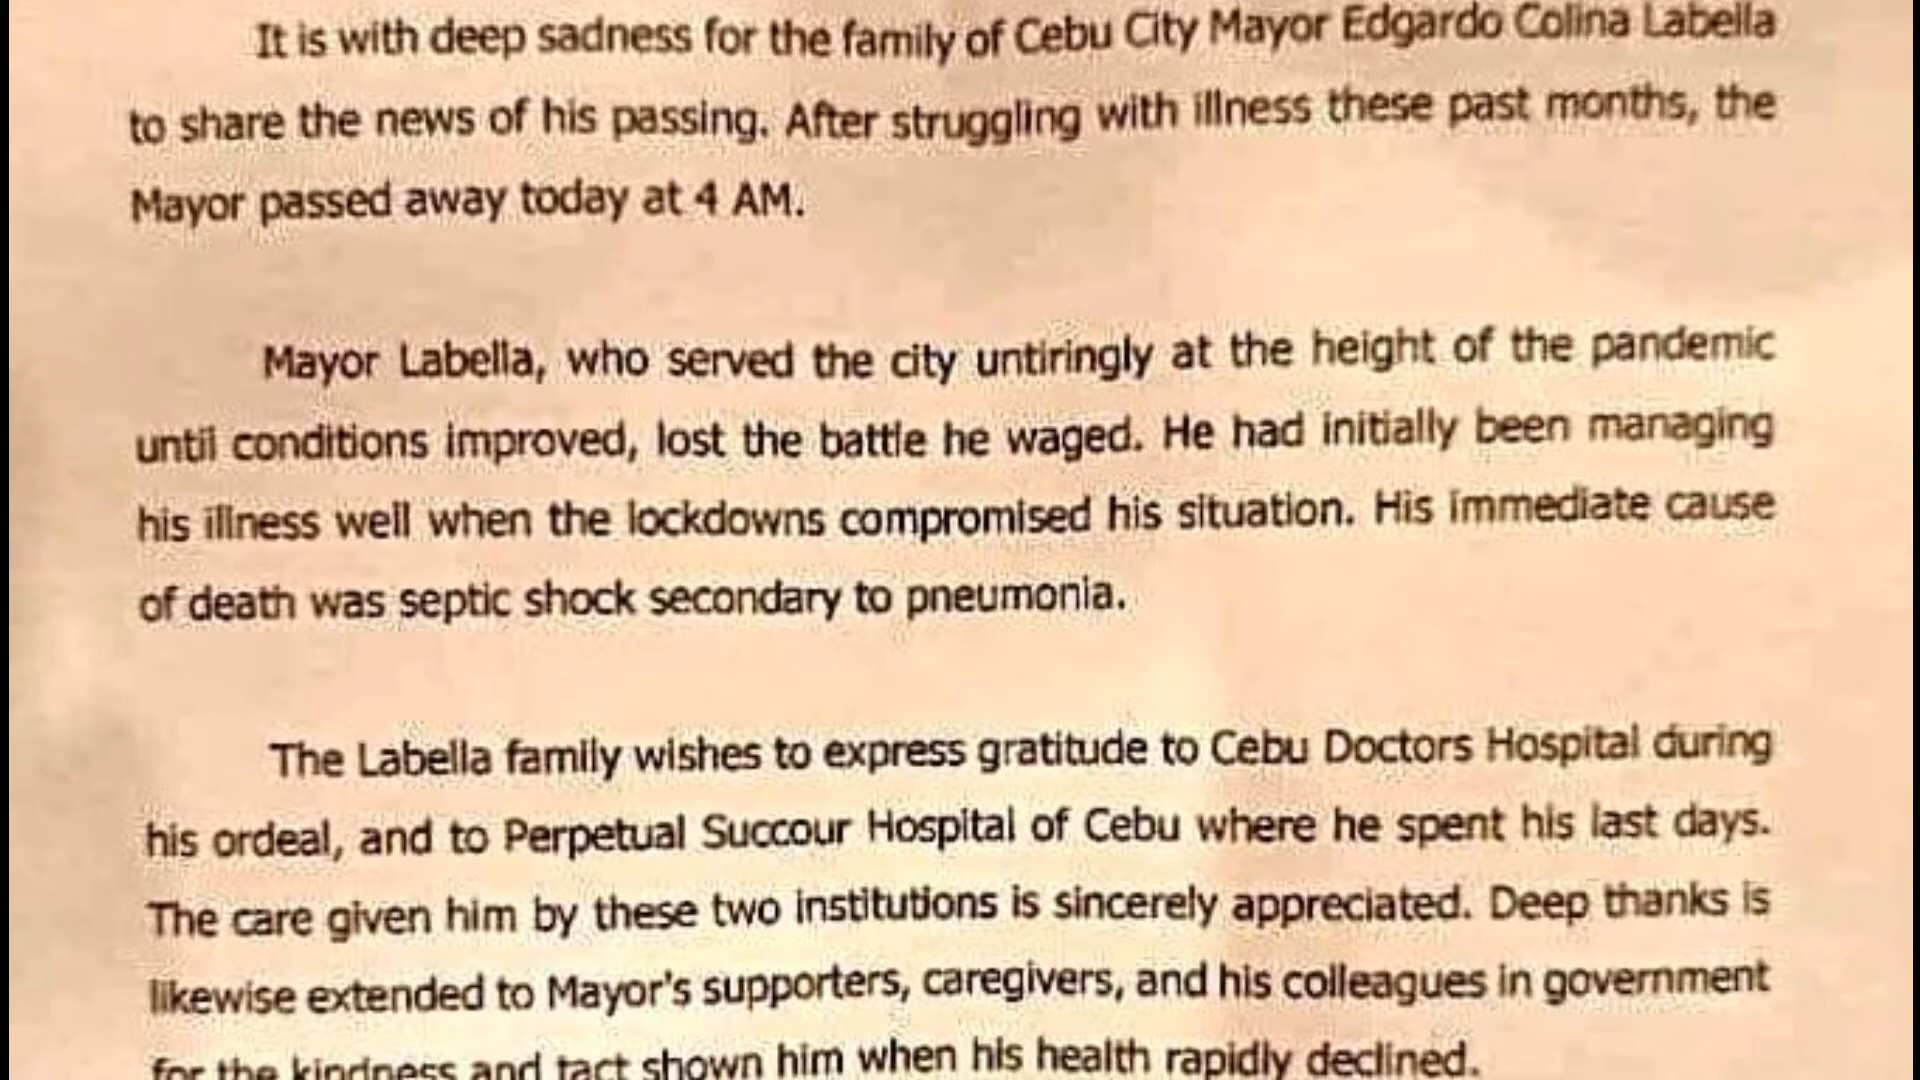 It is with deep sadness for the family of Cebu City Mayor Edgardo Colina Labella
to share the news of his passing. After struggling with illness these past months, the
Mayor passed away today at 4 AM.
Mayor Labella, who served the city untiringly at the height of the pandemic
until conditions improved, lost the battle he waged. He had initially been managing
his illness well when the lockdowns compromised his situation. His immediate cause
of death was septic shock secondary to pneumonia.
The Labella family wishes to express gratitude to Cebu Doctors Hospital during
his ordeal, and to Perpetual Succour Hospital of Cebu where he spent his last days.
The care given him by these two institutions is sincerely appreciated. Deep thanks is
likewise extended to Mayor's supporters, caregivers, and his colleagues in government
for the kindness and tact shown him when his health rapidly declined.